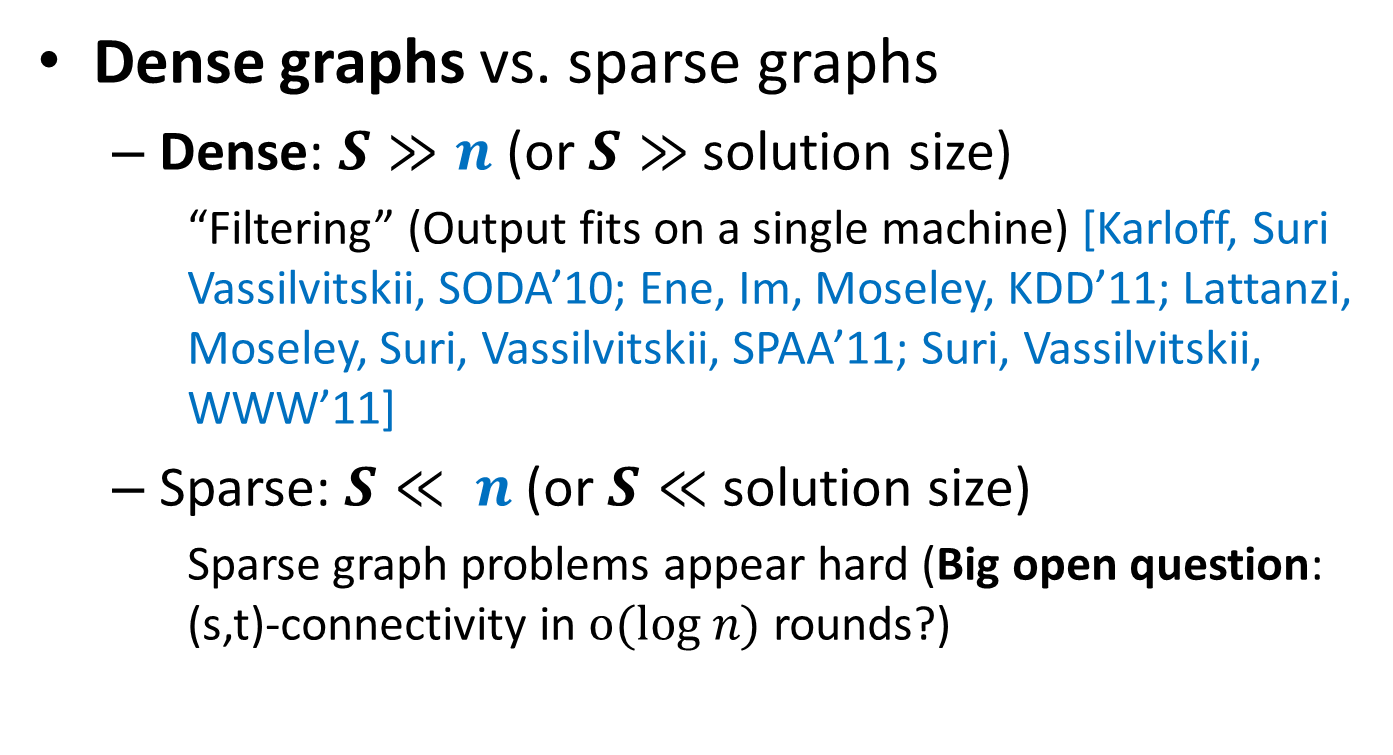 • Dense graphs vs. sparse graphs
– Dense: S ≫ n (or S ≫ solution size)
“Filtering” (Output fits on a single machine) [Karloff, Suri
Vassilvitskii, SODA’10; Ene, Im, Moseley, KDD’11; Lattanzi,
Moseley, Suri, Vassilvitskii, SPAA’11; Suri, Vassilvitskii,
WWW’11]
– Sparse: S ≪ n (or S ≪ solution size)
Sparse graph problems appear hard (Big open question:
(s,t)-connectivity in o(log n) rounds?)